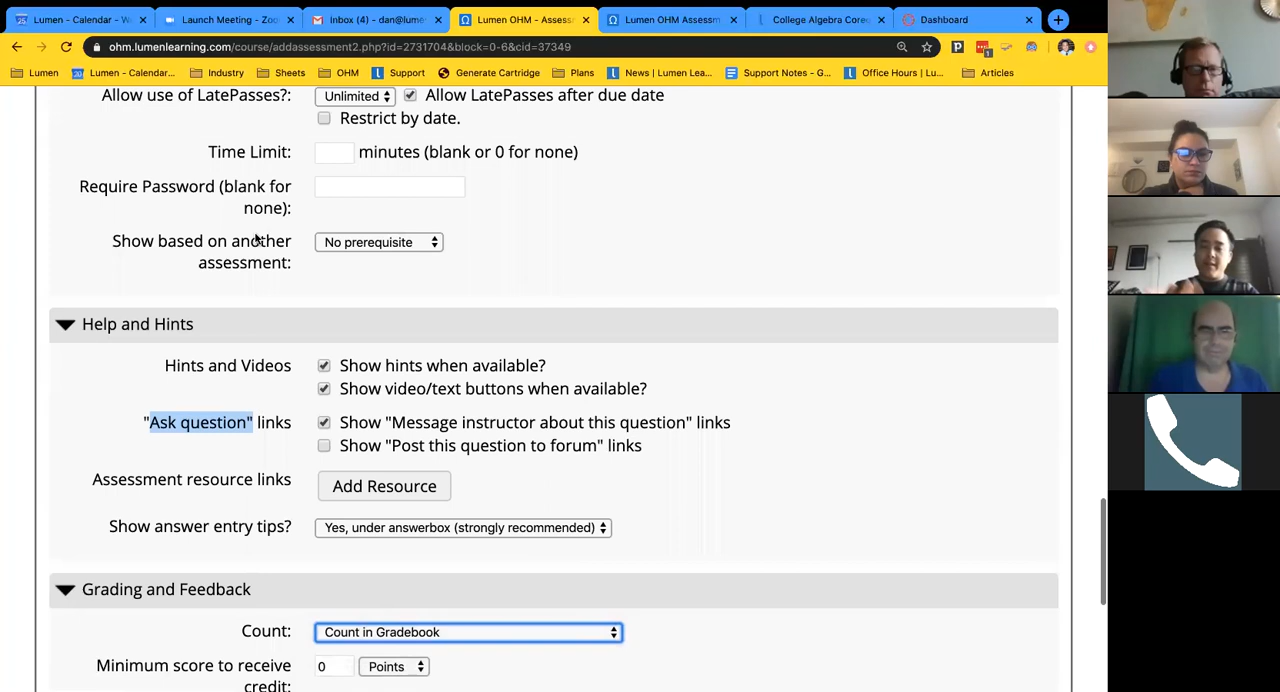 Lumen - Calendar - W
Launch Meeting - Zoo
Inbox (4) - dan@lume
Lumen OHM - Assess
Lumen OHM Assessm
College Algebra Coreq
Dashboard
ohm.lumenlearning.com/course/addassessment2.php?id=2731704&block=0-6&cid=37349
Lumen
Lumen - Calendar...
Industry
Sheets
OHM
Support
Generate Cartridge
Plans
News | Lumen Lea...
Support Notes - G...
Office Hours | Lu...
Articles
Allow use of LatePasses?: Unlimited Allow LatePasses after due date
Restrict by date.
Time Limit: minutes (blank or 0 for none)
Require Password (blank for
none):
Show based on another No prerequisite
assessment:
Help and Hints
Hints and Videos Show hints when available?
Show video/text buttons when available?
"Ask question" links Show "Message instructor about this question" links
Show "Post this question to forum" links
Assessment resource links Add Resource
Show answer entry tips? Yes, under answerbox (strongly recommended)
Grading and Feedback
Count: Count in Gradebook
Minimum score to receive 0 Points
credit: